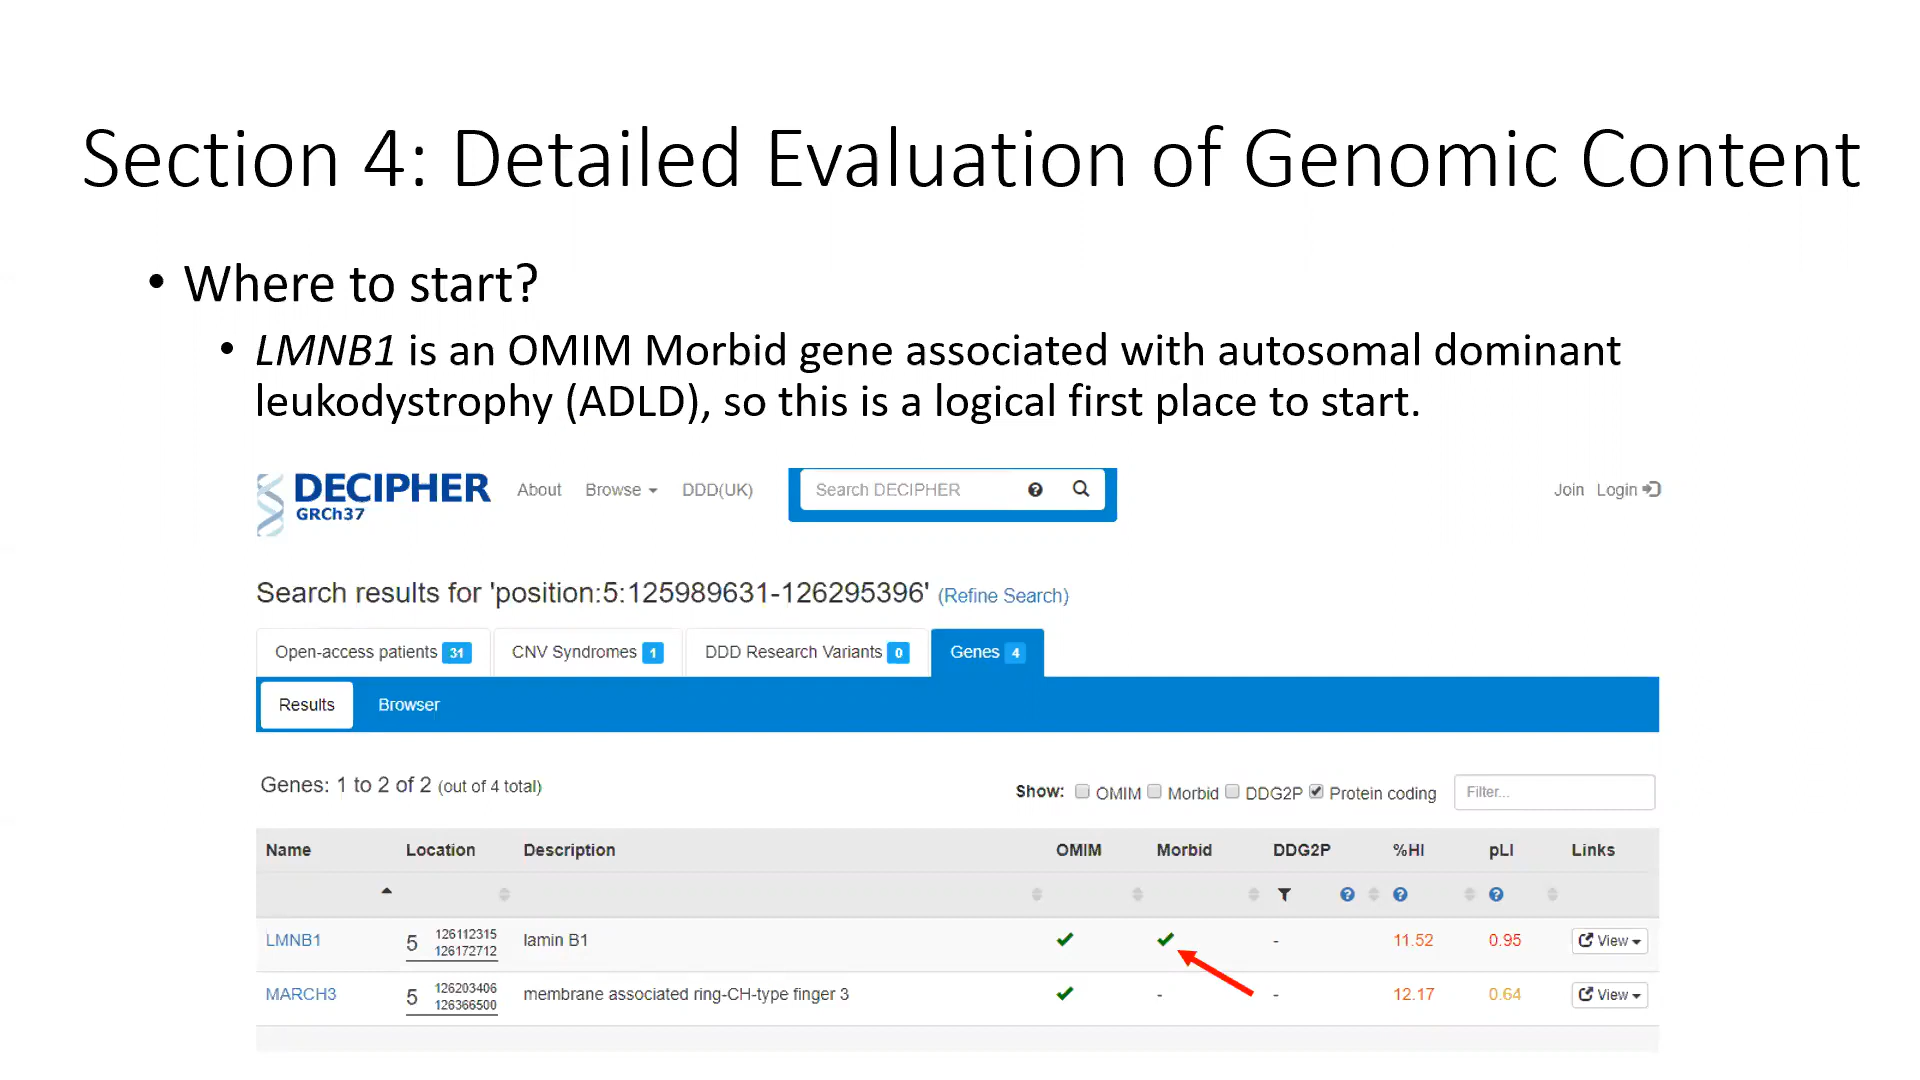 Section 4: Detailed Evaluation of Genomic Content
• Where to start?
• LMNB1 is an OMIM Morbid gene associated with autosomal dominant
leukodystrophy (ADLD), so this is a logical first place to start.
DECIPHER
GRCh37
About Browse DDD(UK) Search DECIPHER Join Login
Search results for 'position:5:125989631-126295396' (Refine Search)
Open-access patients 31 CNV Syndromes 1 DDD Research Variants 0 Genes 4
Results Browser
Genes: 1 to 2 of 2 (out of 4 total) Show: OMIM Morbid DDG2P Protein coding Filter...
Name Location Description OMIM Morbid DDG2P %HI pLI Links
LMNB1 5 126112315 126172712 lamin B1 - 11.52 0.95 View
MARCH3 5 126203406 126366500 membrane associated ring-CH-type finger 3 - - 12.17 0.64 View